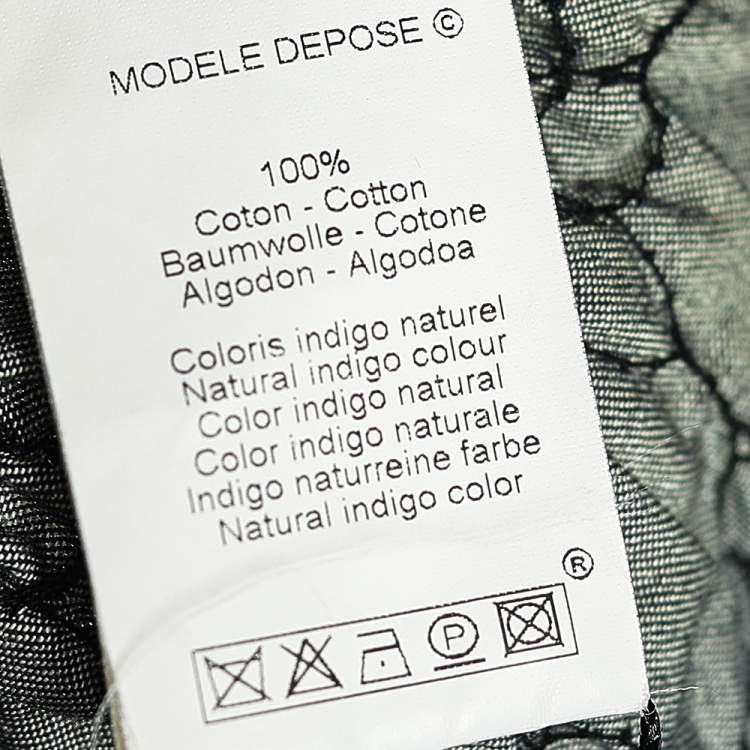 MODELE DEPOSE ©
100%
Coton - Cotton
Baumwolle - Cotone
Algodon - Algodoa
Coloris indigo naturel
Natural indigo colour
Color indigo natural
Color indigo naturale
Indigo naturreine farbe
Natural indigo color
®
P